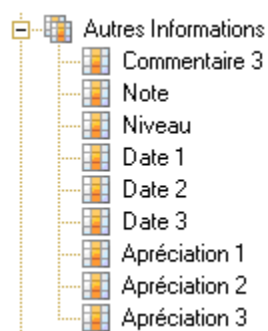 Autres Informations
Commentaire 3
Note
Niveau
Date 1
Date 2
Date 3
Apréciation 1
Apréciation 2
Apréciation 3